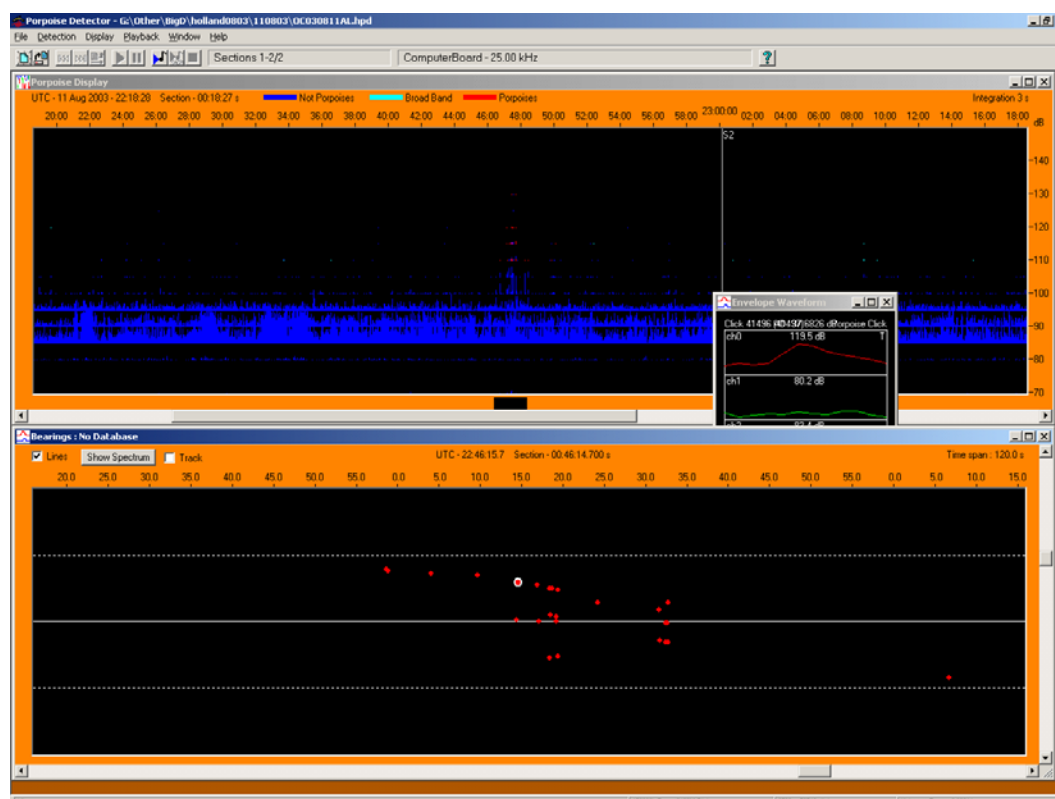 Porpoise Detector - G:\Other\BigD\holland0803\110803\OC030811AL.hpd
File Detection Display Playback Window Help
Sections 1-2/2 ComputerBoard - 25.00 kHz
Porpoise Display
UTC - 11 Aug 2003 - 22:18:28 Section - 00:18:27 s Not Porpoises Broad Band Porpoises Integration 3 s
20:00 22:00 24:00 26:00 28:00 30:00 32:00 34:00 36:00 38:00 40:00 42:00 44:00 46:00 48:00 50:00 52:00 54:00 56:00 58:00 23:00:00 02:00 04:00 06:00 08:00 10:00 12:00 14:00 16:00 18:00 dB
S2
-140
-130
-120
-110
-100
Envelope Waveform
Click 41496 Porpoise Click
-90
ch0 119.5 dB T
-80
ch1 80.2 dB
-70
Bearings : No Database
Lines Show Spectrum Track UTC - 22:46:15.7 Section - 00:46:14.700 s Time span : 120.0 s
20.0 25.0 30.0 35.0 40.0 45.0 50.0 55.0 0.0 5.0 10.0 15.0 20.0 25.0 30.0 35.0 40.0 45.0 50.0 55.0 0.0 5.0 10.0 15.0